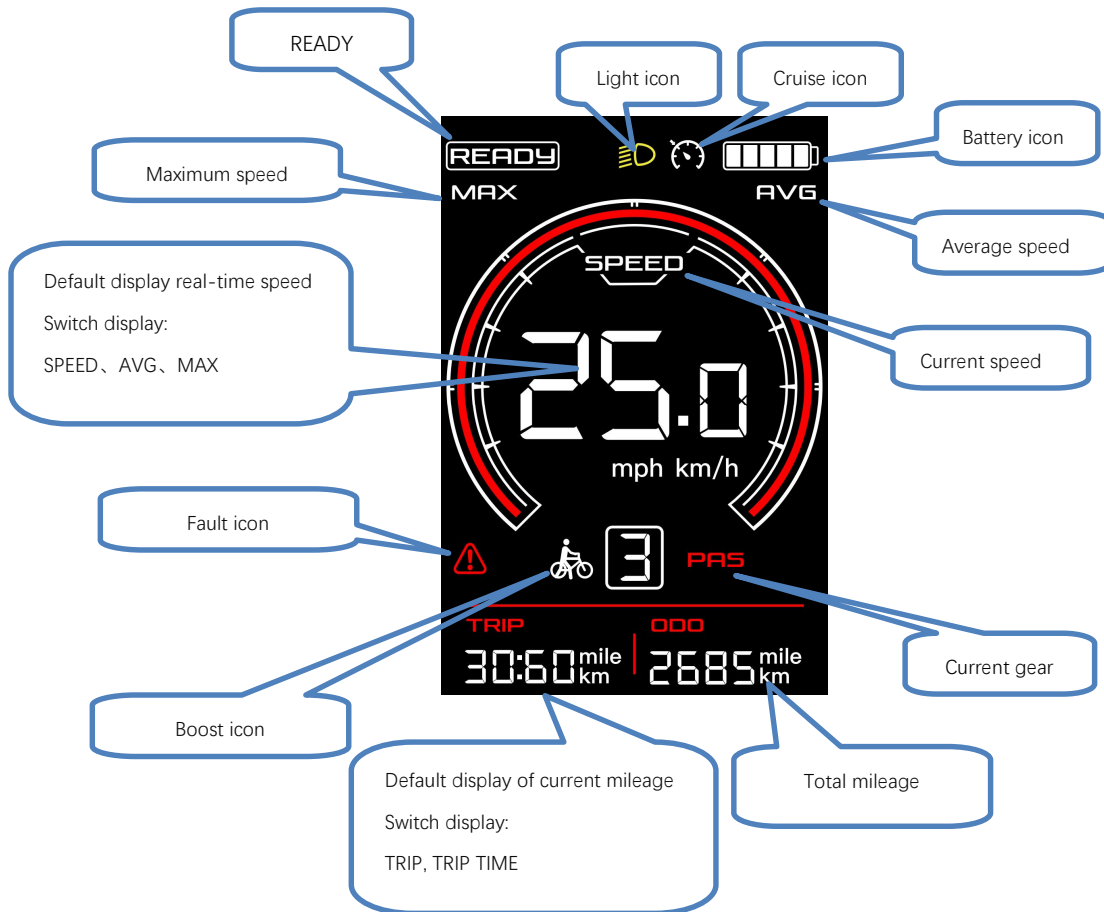 READY
Light icon
Cruise icon
Battery icon
READY
Maximum speed
MAX
AVG
Average speed
SPEED
Default display real-time speed
Switch display:
SPEED、AVG、MAX
25.0
Current speed
mph km/h
Fault icon
3
PAS
TRIP
ODO
30:60 mile km
2685 mile km
Current gear
Boost icon
Default display of current mileage
Switch display:
TRIP, TRIP TIME
Total mileage